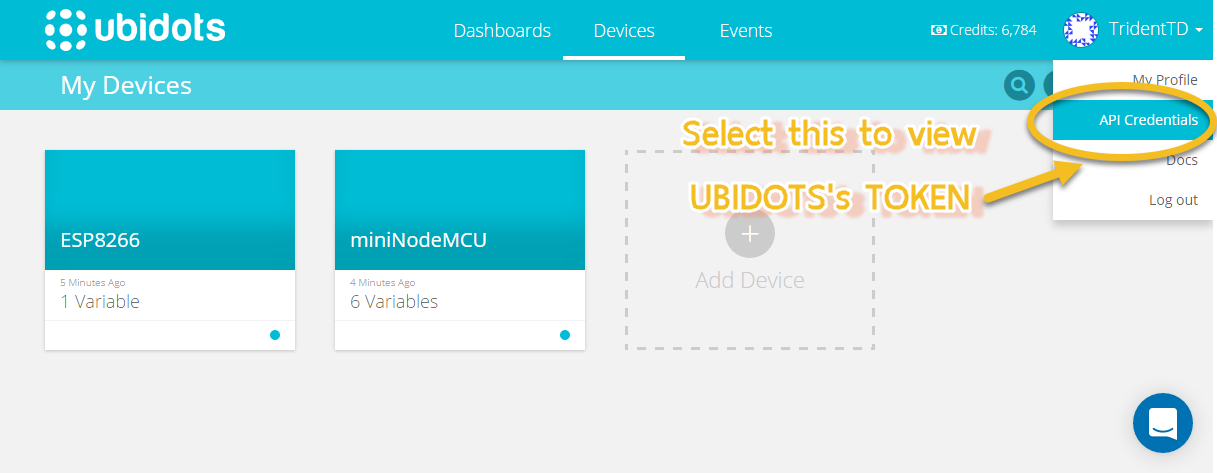 ubidots
Dashboards
Devices
Events
Credits: 6,784
TridentTD
My Devices
My Profile
API Credentials
Docs
Log out
Select this to view
UBIDOTS's TOKEN
ESP8266
5 Minutes Ago
1 Variable
miniNodeMCU
4 Minutes Ago
6 Variables
+
Add Device